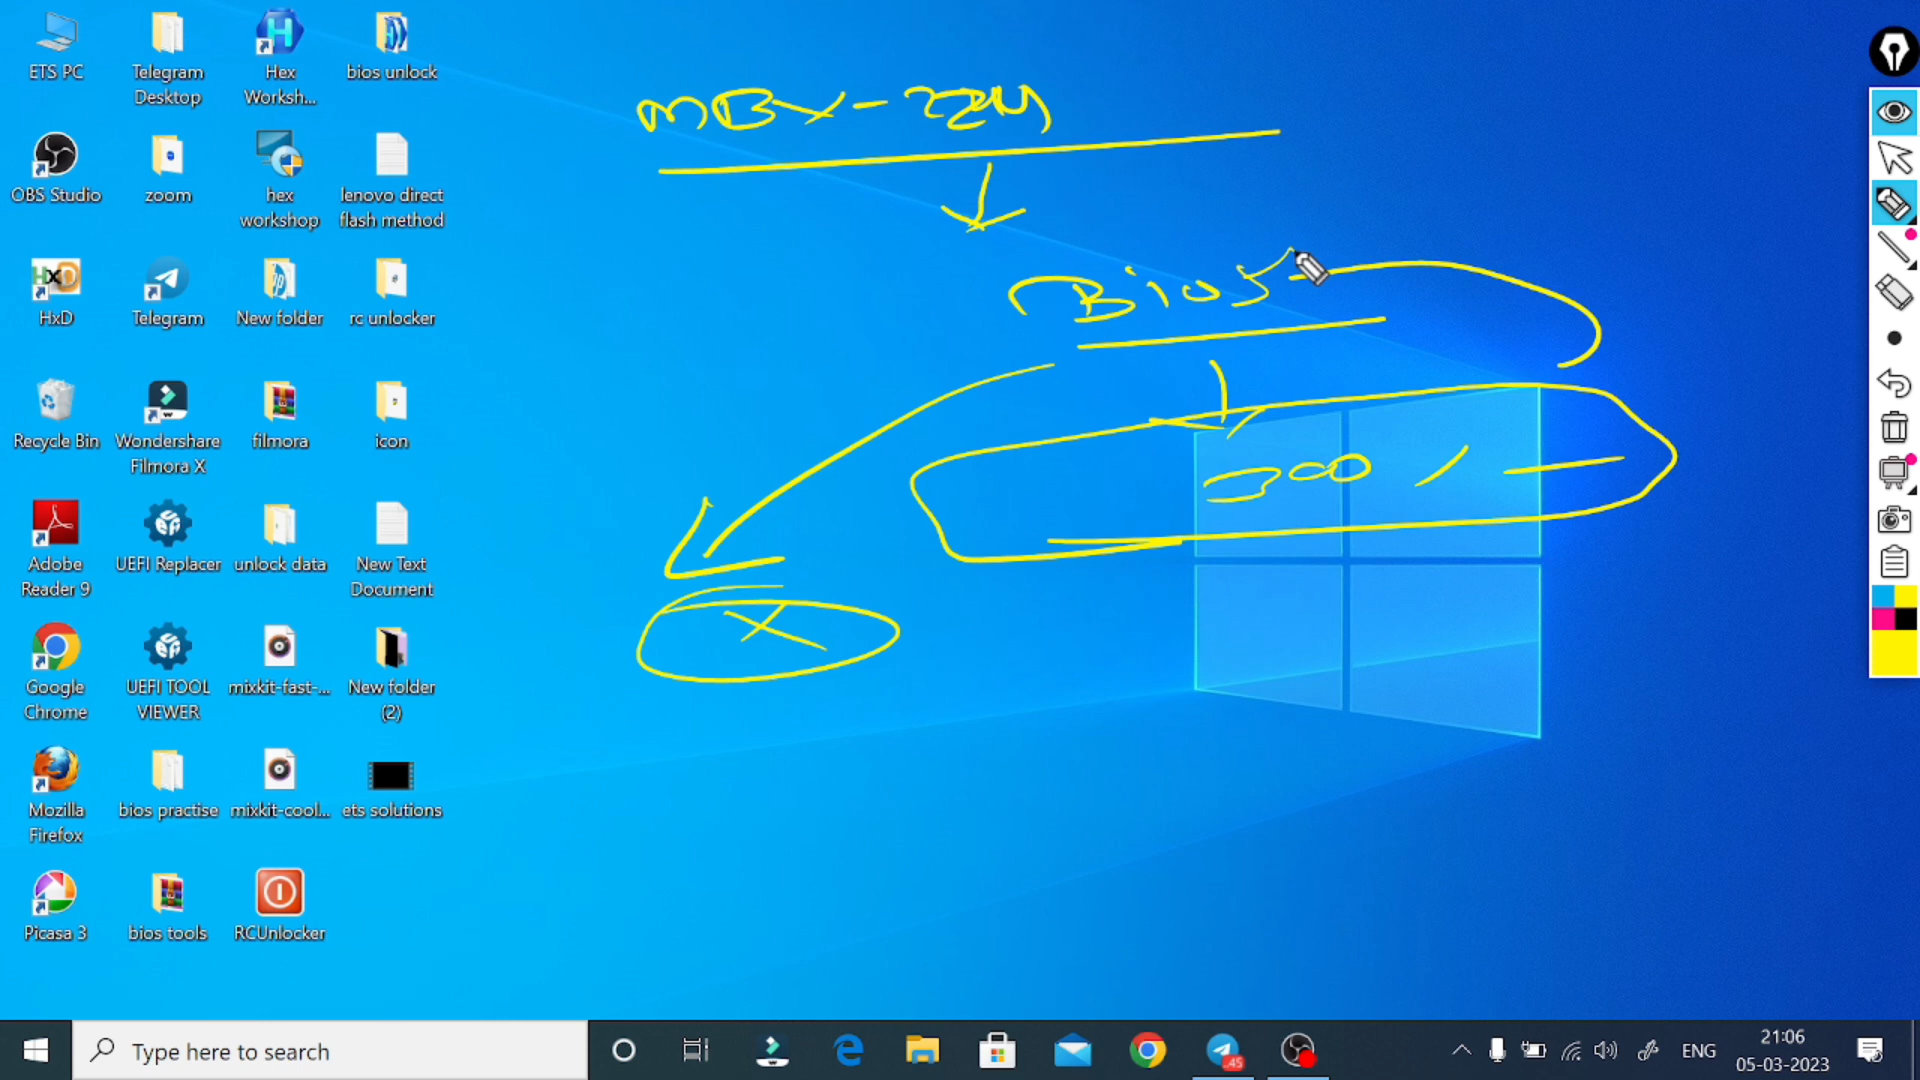 ETS PC
Telegram
Desktop
Hex
Worksh...
bios unlock
OBS Studio
zoom
hex
workshop
lenovo direct
flash method
HxD
Telegram
New folder
rc unlocker
Recycle Bin
Wondershare
Filmora X
filmora
icon
Adobe
Reader 9
UEFI Replacer
unlock data
New Text
Document
Google
Chrome
UEFI TOOL
VIEWER
mixkit-fast-...
New folder
(2)
Mozilla
Firefox
bios practise
mixkit-cool...
ets solutions
Picasa 3
bios tools
RCUnlocker
MBX-224
Bios
300/-
X
Type here to search
45
ENG
21:06
05-03-2023